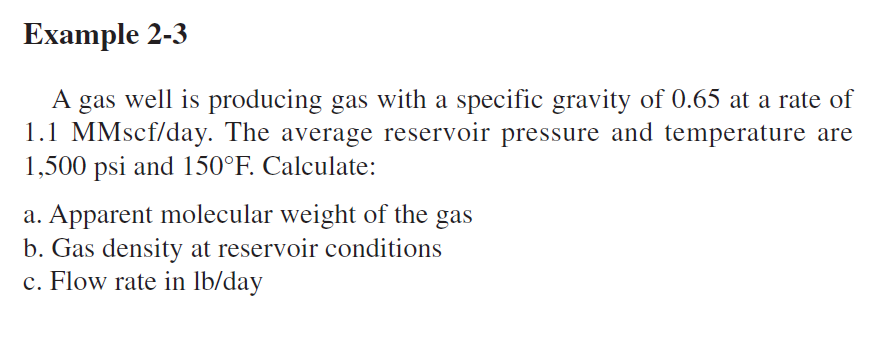 Example 2-3
A gas well is producing gas with a specific gravity of 0.65 at a rate of
1.1 MMscf/day. The average reservoir pressure and temperature are
1,500 psi and 150°F. Calculate:
a. Apparent molecular weight of the gas
b. Gas density at reservoir conditions
c. Flow rate in lb/day